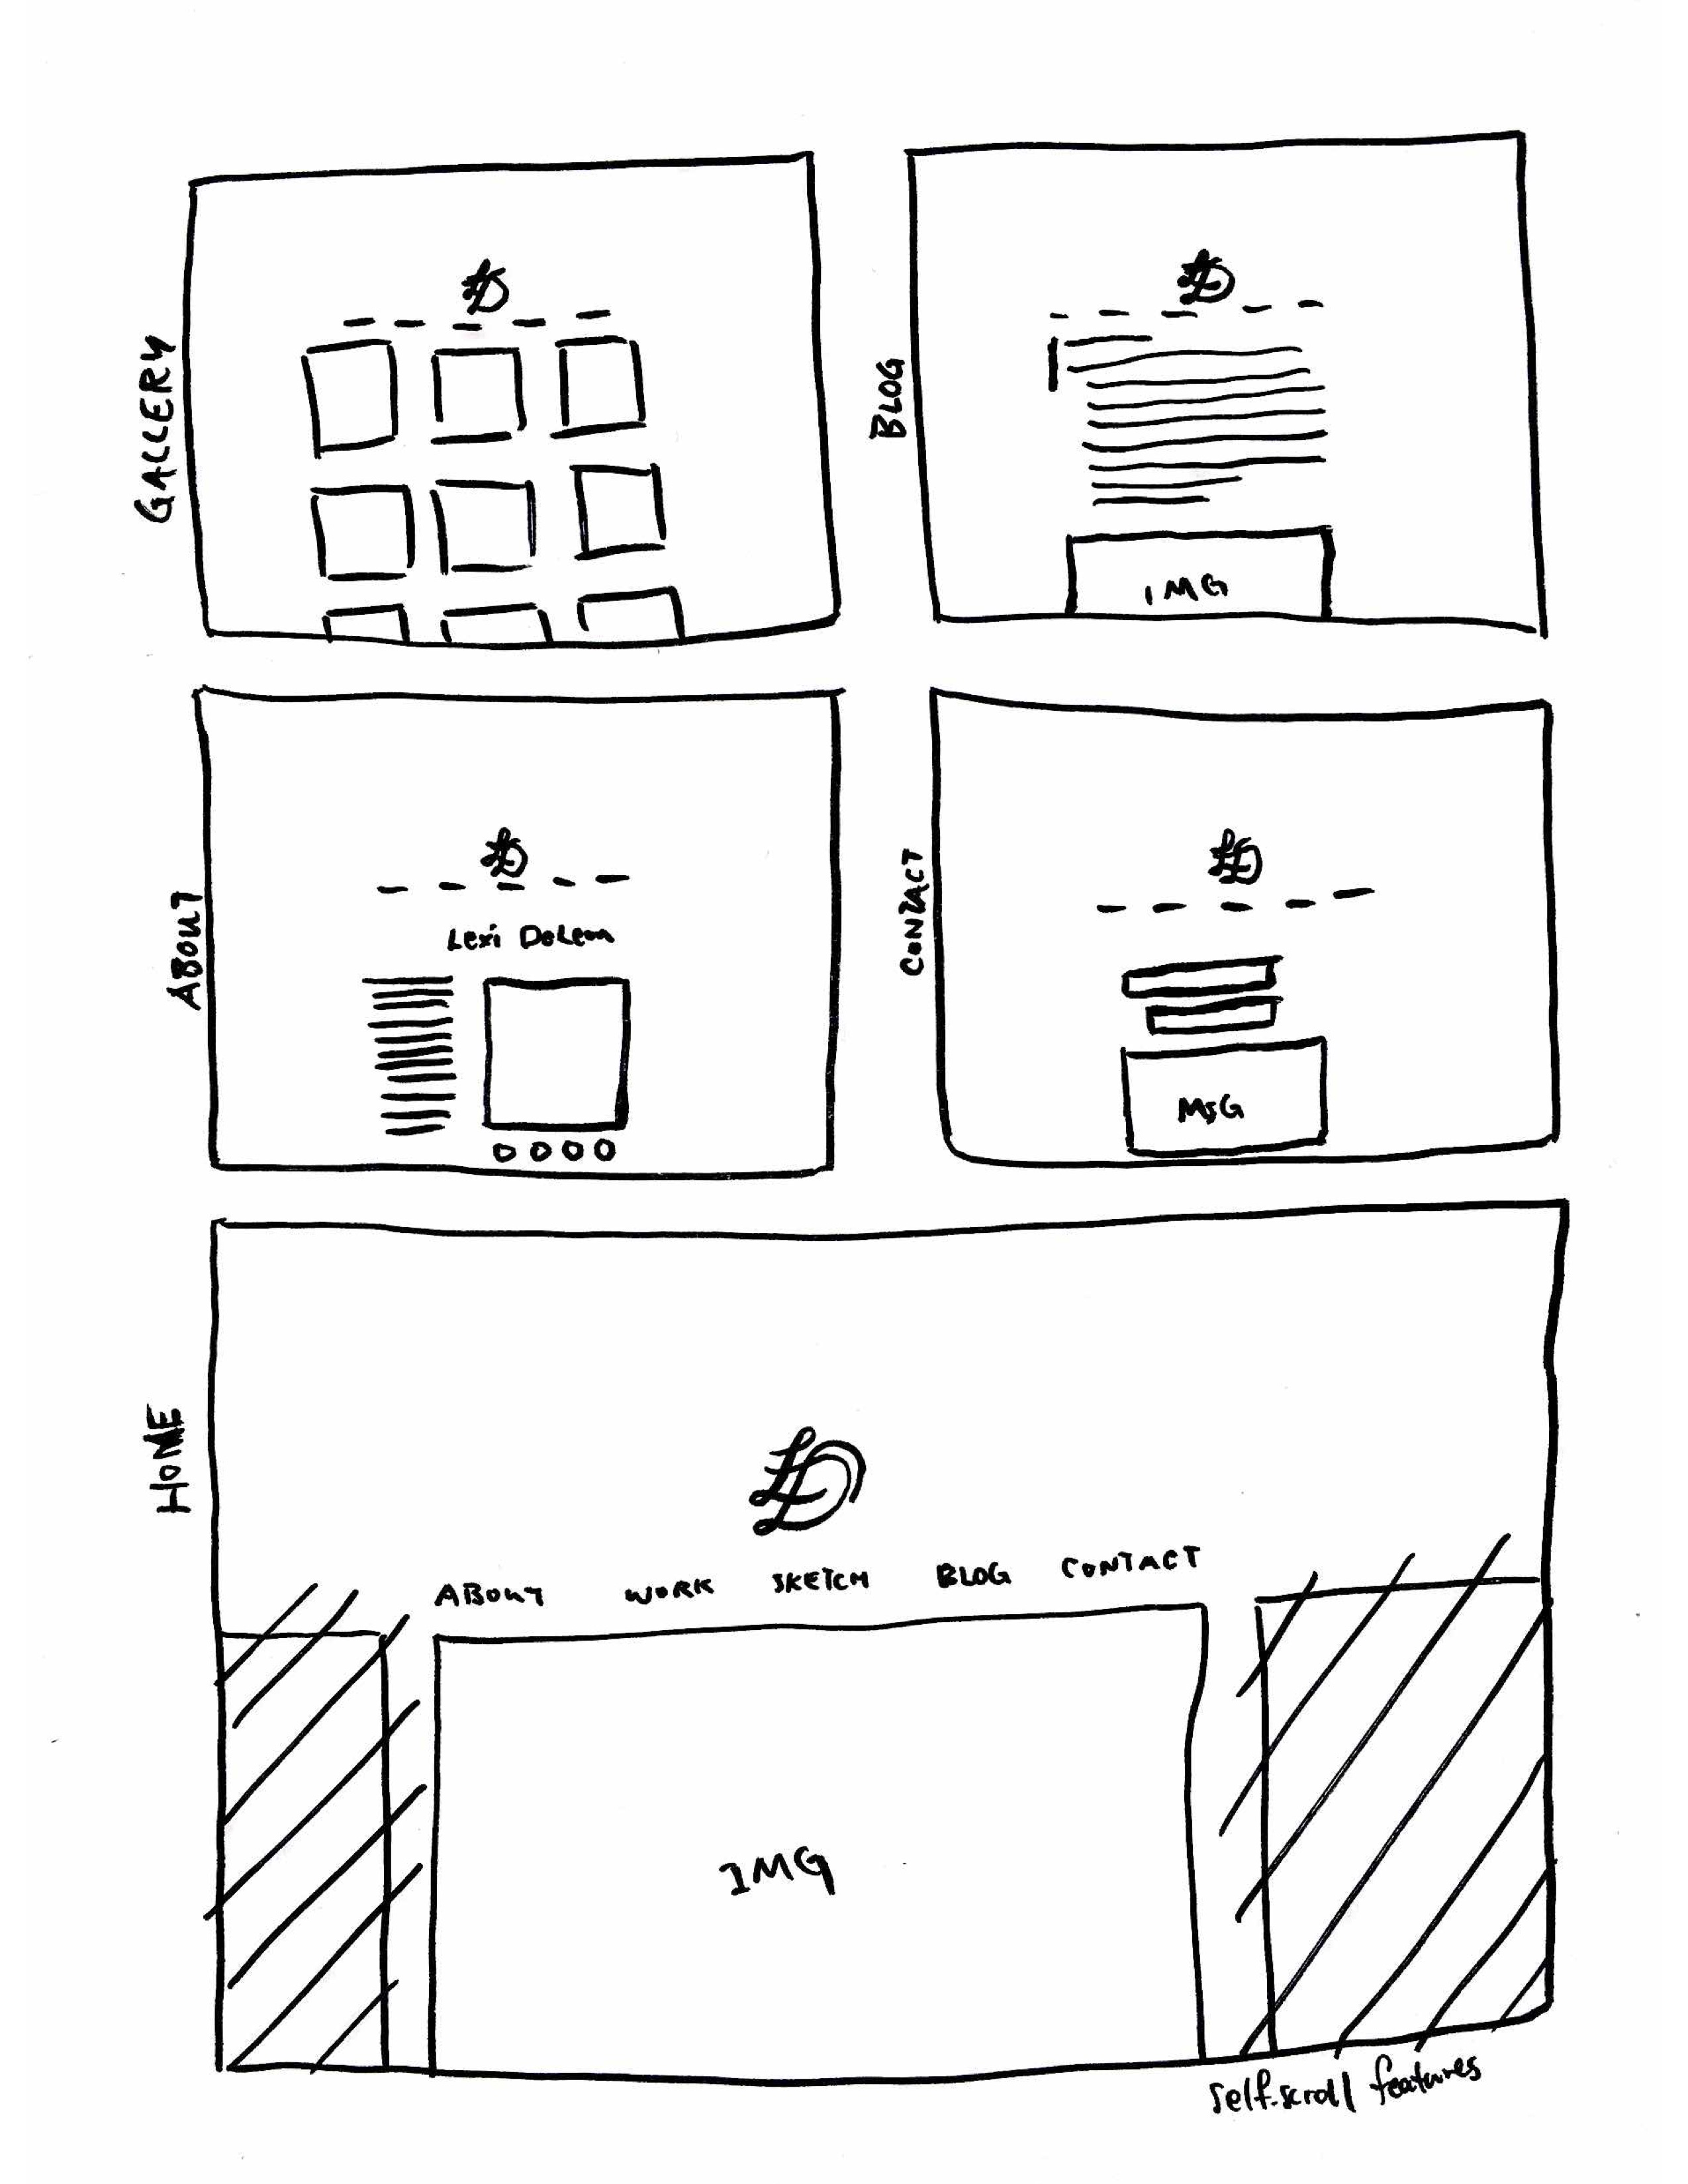 GALLERY
LD
BLOG
LD
IMG
ABOUT
LD
Lexi DeLeon
CONTACT
LD
MSG
HOME
LD
ABOUT WORK SKETCH BLOG CONTACT
IMG
self-scroll features